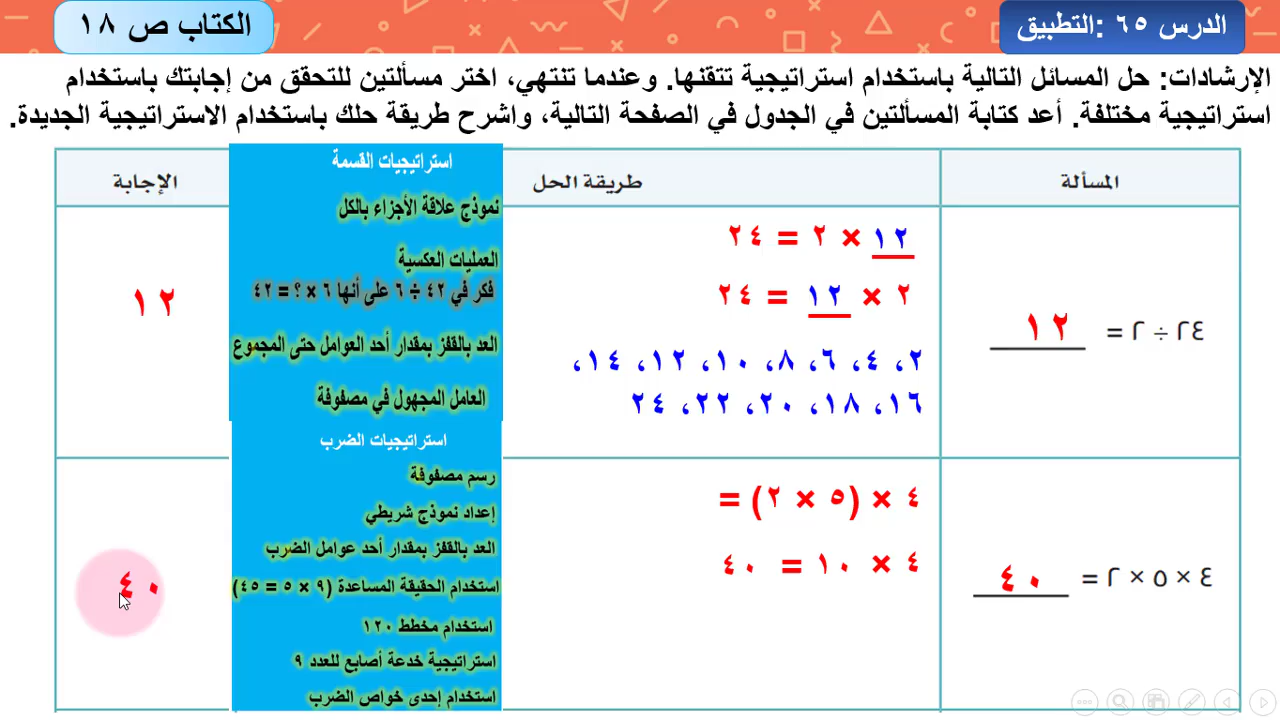 الدرس ٦٥ :التطبيق
الكتاب ص ١٨
الإرشادات: حل المسائل التالية باستخدام استراتيجية تتقنها. وعندما تنتهي، اختر مسألتين للتحقق من إجابتك باستخدام
استراتيجية مختلفة. أعد كتابة المسألتين في الجدول في الصفحة التالية، واشرح طريقة حلك باستخدام الاستراتيجية الجديدة.
المسألة
طريقة الحل
الإجابة
٢٤ ÷ ٢ = ١٢
١٢ × ٢ = ٢٤
٢ × ١٢ = ٢٤
٢، ٤، ٦، ٨، ١٠، ١٢، ١٤،
١٦، ١٨، ٢٠، ٢٢، ٢٤
١٢
استراتيجيات القسمة
نموذج علاقة الأجزاء بالكل
العمليات العكسية
فكر في ٤٢ ÷ ٦ على أنها ٦ × ؟ = ٤٢
العد بالقفز بمقدار أحد العوامل حتى المجموع
العامل المجهول في مصفوفة
استراتيجيات الضرب
رسم مصفوفة
إعداد نموذج شريطي
العد بالقفز بمقدار أحد عوامل الضرب
استخدام الحقيقة المساعدة (٩ × ٥ = ٤٥)
استخدام مخطط ١٢٠
استراتيجية خدعة أصابع للعدد ٩
استخدام إحدى خواص الضرب
٤ × ٥ × ٢ = ٤٠
٤ × (٥ × ٢) =
٤ × ١٠ = ٤٠
٤٠